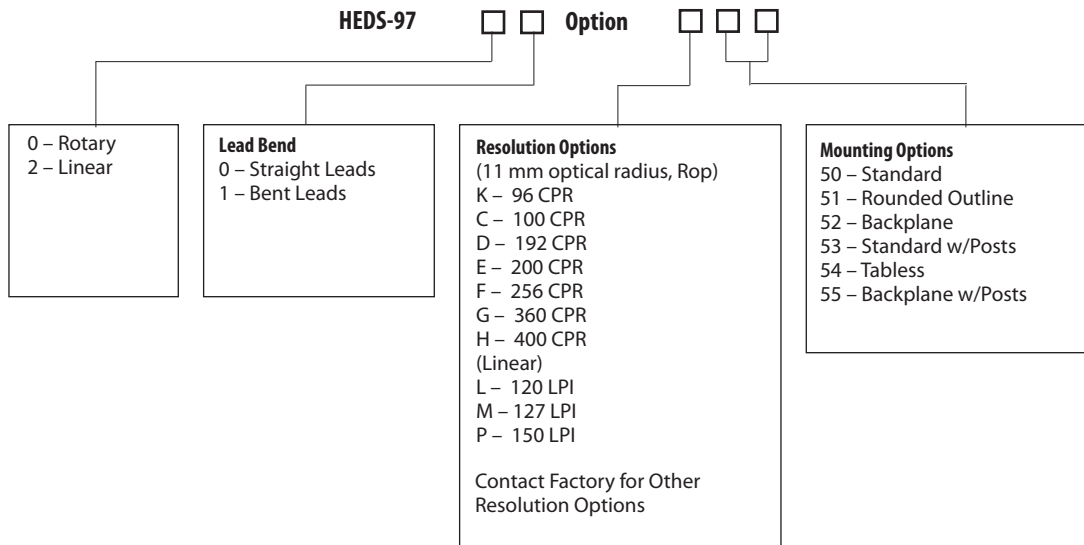 HEDS-97 Option
0 – Rotary
2 – Linear
Lead Bend
0 – Straight Leads
1 – Bent Leads
Resolution Options
(11 mm optical radius, Rop)
K – 96 CPR
C – 100 CPR
D – 192 CPR
E – 200 CPR
F – 256 CPR
G – 360 CPR
H – 400 CPR
(Linear)
L – 120 LPI
M – 127 LPI
P – 150 LPI
Contact Factory for Other
Resolution Options
Mounting Options
50 – Standard
51 – Rounded Outline
52 – Backplane
53 – Standard w/Posts
54 – Tabless
55 – Backplane w/Posts